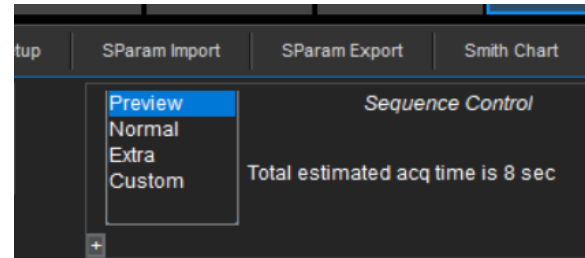 tup SParam Import SParam Export Smith Chart
Preview Sequence Control
Normal
Extra
Custom Total estimated acq time is 8 sec
+